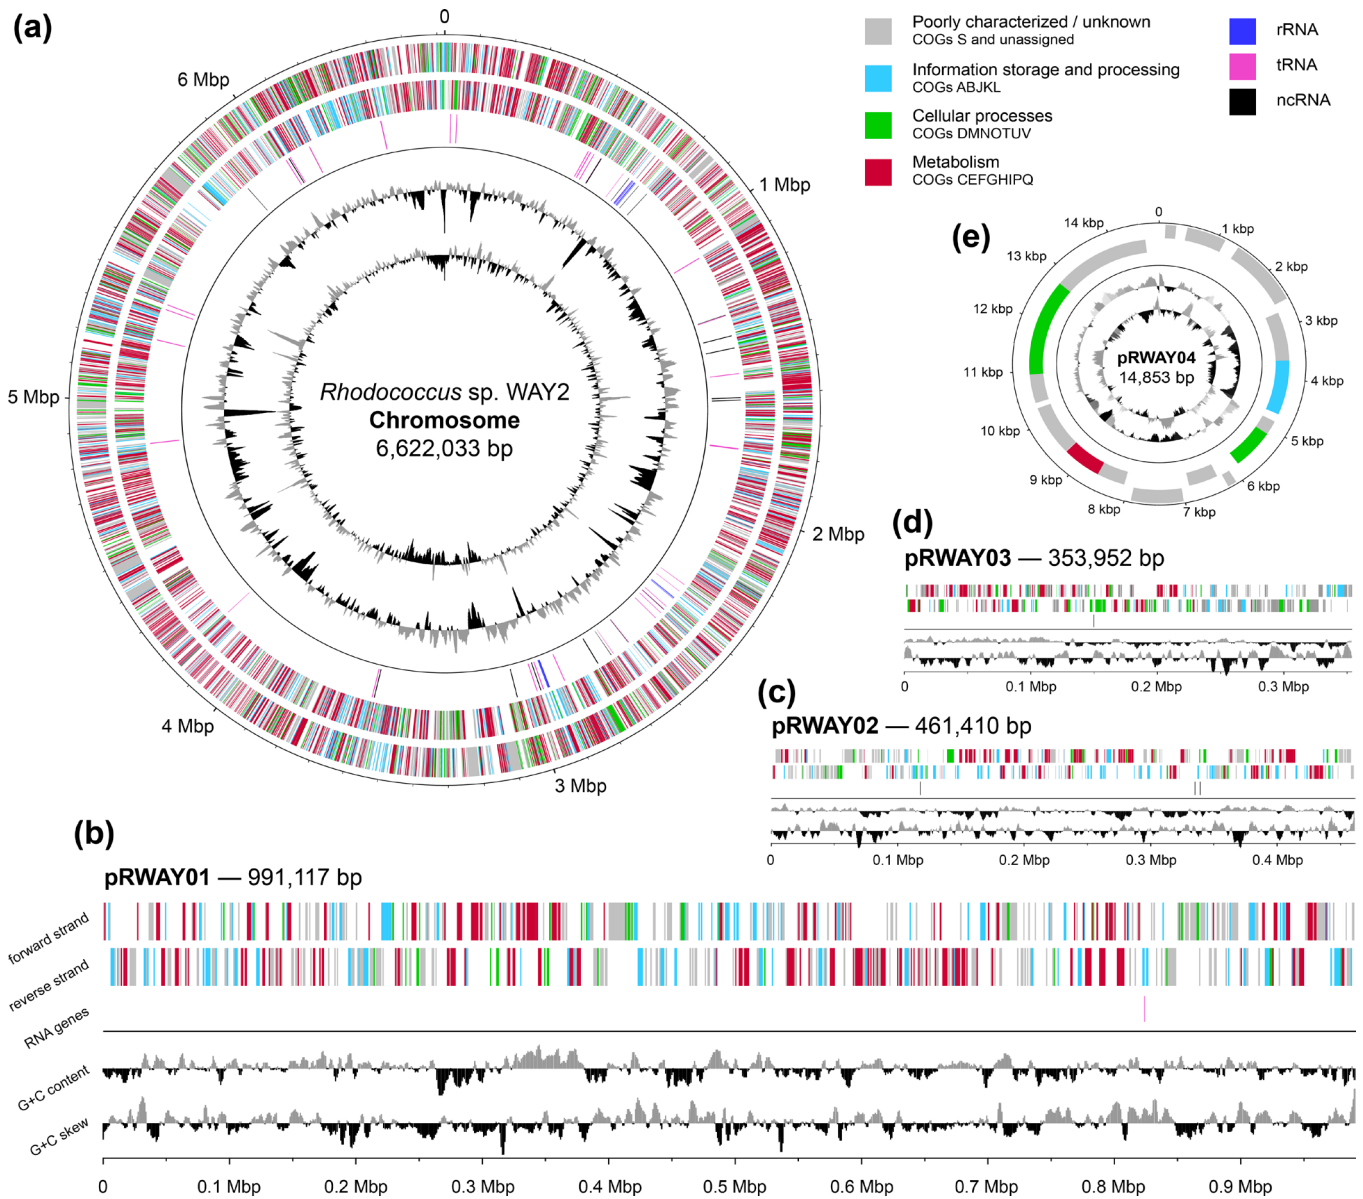 (a)
0
1 Mbp
2 Mbp
3 Mbp
4 Mbp
5 Mbp
6 Mbp
Rhodococcus sp. WAY2
Chromosome
6,622,033 bp
Poorly characterized / unknown
COGs S and unassigned
Information storage and processing
COGs ABJKL
Cellular processes
COGs DMNOTUV
Metabolism
COGs CEFGHIPQ
rRNA
tRNA
ncRNA
(e)
0
1 kbp
2 kbp
3 kbp
4 kbp
5 kbp
6 kbp
7 kbp
8 kbp
9 kbp
10 kbp
11 kbp
12 kbp
13 kbp
14 kbp
pRWAY04
14,853 bp
(d)
pRWAY03 — 353,952 bp
0 0.1 Mbp 0.2 Mbp 0.3 Mbp
(c)
pRWAY02 — 461,410 bp
0 0.1 Mbp 0.2 Mbp 0.3 Mbp 0.4 Mbp
(b)
pRWAY01 — 991,117 bp
forward strand
reverse strand
RNA genes
G+C content
G+C skew
0 0.1 Mbp 0.2 Mbp 0.3 Mbp 0.4 Mbp 0.5 Mbp 0.6 Mbp 0.7 Mbp 0.8 Mbp 0.9 Mbp